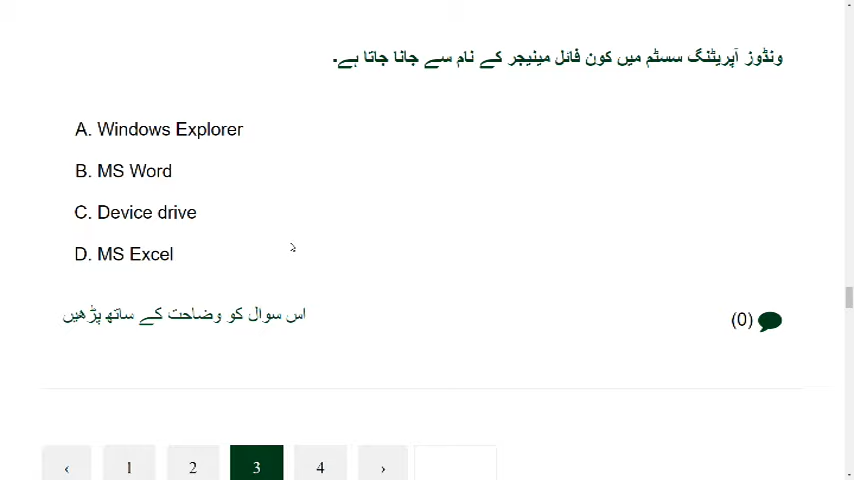 ونڈوز آپریٹنگ سسٹم میں کون فائل مینیجر کے نام سے جانا جاتا ہے۔
A. Windows Explorer
B. MS Word
C. Device drive
D. MS Excel
اس سوال کو وضاحت کے ساتھ پڑھیں
(0)
‹ 1 2 3 4 ›